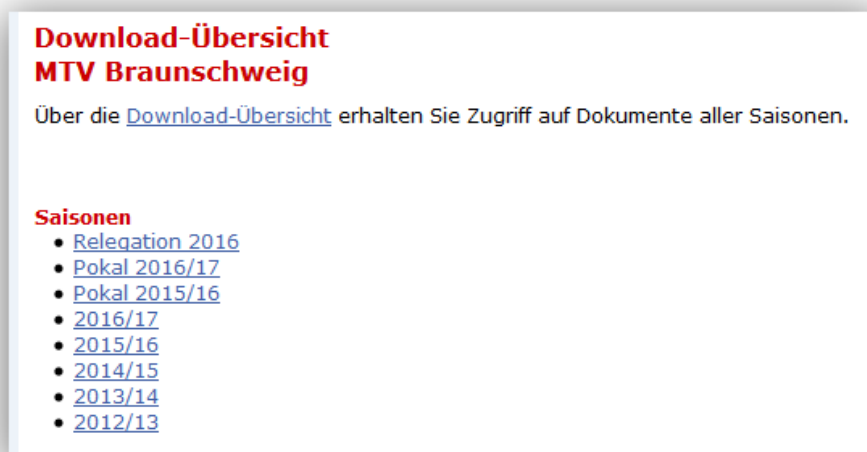 Download-Übersicht
MTV Braunschweig
Über die Download-Übersicht erhalten Sie Zugriff auf Dokumente aller Saisonen.
Saisonen
• Relegation 2016
• Pokal 2016/17
• Pokal 2015/16
• 2016/17
• 2015/16
• 2014/15
• 2013/14
• 2012/13